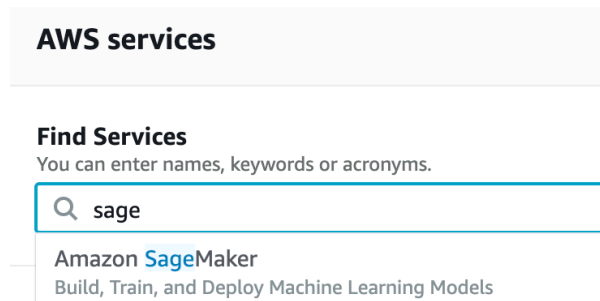 AWS services
Find Services
You can enter names, keywords or acronyms.
sage
Amazon SageMaker
Build, Train, and Deploy Machine Learning Models